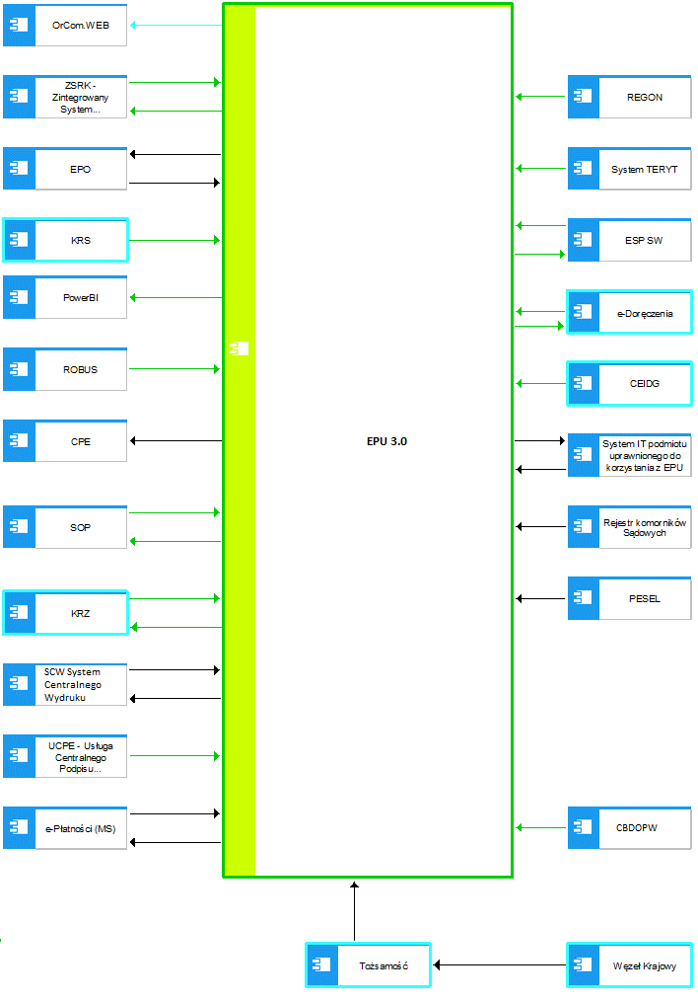 OrCom.WEB
ZSRK -
Zintegrowany
System...
EPO
KRS
PowerBI
ROBUS
CPE
SOP
KRZ
SCW System
Centralnego
Wydruku
UCPE - Usługa
Centralnego
Podpisu...
e-Płatności (MS)
EPU 3.0
REGON
System TERYT
ESP SW
e-Doręczenia
CEIDG
System IT podmiotu
uprawnionego do
korzystania z EPU
Rejestr komorników
Sądowych
PESEL
CBDOPW
Tożsamość
Węzeł Krajowy